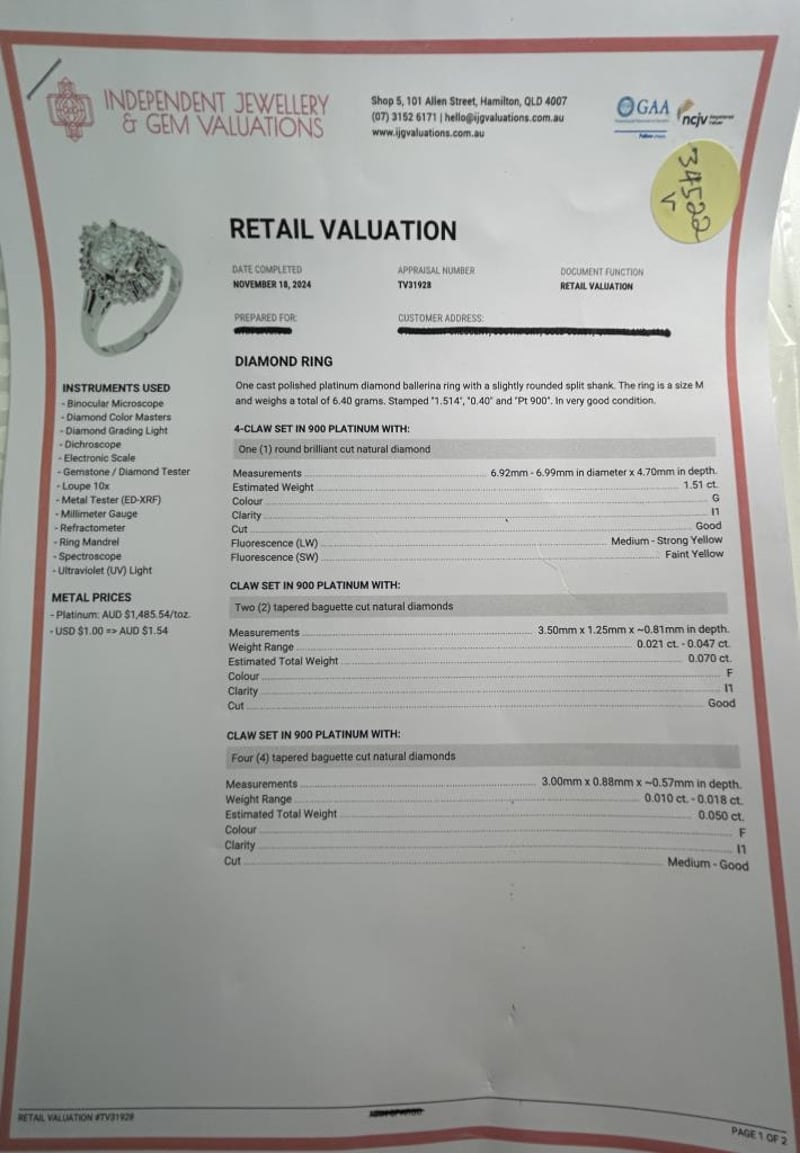 INDEPENDENT JEWELLERY
& GEM VALUATIONS
Shop 5, 101 Allen Street, Hamilton, QLD 4007
(07) 3152 6171 | hello@ijgvaluations.com.au
www.ijgvaluations.com.au
GAA
ncjv
34522
V
RETAIL VALUATION
DATE COMPLETED
NOVEMBER 18, 2024
APPRAISAL NUMBER
TV31928
DOCUMENT FUNCTION
RETAIL VALUATION
PREPARED FOR:
CUSTOMER ADDRESS:
INSTRUMENTS USED
- Binocular Microscope
- Diamond Color Masters
- Diamond Grading Light
- Dichroscope
- Electronic Scale
- Gemstone / Diamond Tester
- Loupe 10x
- Metal Tester (ED-XRF)
- Millimeter Gauge
- Refractometer
- Ring Mandrel
- Spectroscope
- Ultraviolet (UV) Light
METAL PRICES
- Platinum: AUD $1,485.54/toz.
- USD $1.00 => AUD $1.54
DIAMOND RING
One cast polished platinum diamond ballerina ring with a slightly rounded split shank. The ring is a size M
and weighs a total of 6.40 grams. Stamped "1.514", "0.40" and "Pt 900". In very good condition.
4-CLAW SET IN 900 PLATINUM WITH:
One (1) round brilliant cut natural diamond
Measurements 6.92mm - 6.99mm in diameter x 4.70mm in depth.
Estimated Weight 1.51 ct.
Colour G
Clarity I1
Cut Good
Fluorescence (LW) Medium - Strong Yellow
Fluorescence (SW) Faint Yellow
CLAW SET IN 900 PLATINUM WITH:
Two (2) tapered baguette cut natural diamonds
Measurements 3.50mm x 1.25mm x ~0.81mm in depth.
Weight Range 0.021 ct. - 0.047 ct.
Estimated Total Weight 0.070 ct.
Colour F
Clarity I1
Cut Good
CLAW SET IN 900 PLATINUM WITH:
Four (4) tapered baguette cut natural diamonds
Measurements 3.00mm x 0.88mm x ~0.57mm in depth.
Weight Range 0.010 ct. - 0.018 ct.
Estimated Total Weight 0.050 ct.
Colour F
Clarity I1
Cut Medium - Good
RETAIL VALUATION #TV31928
PAGE 1 OF 2